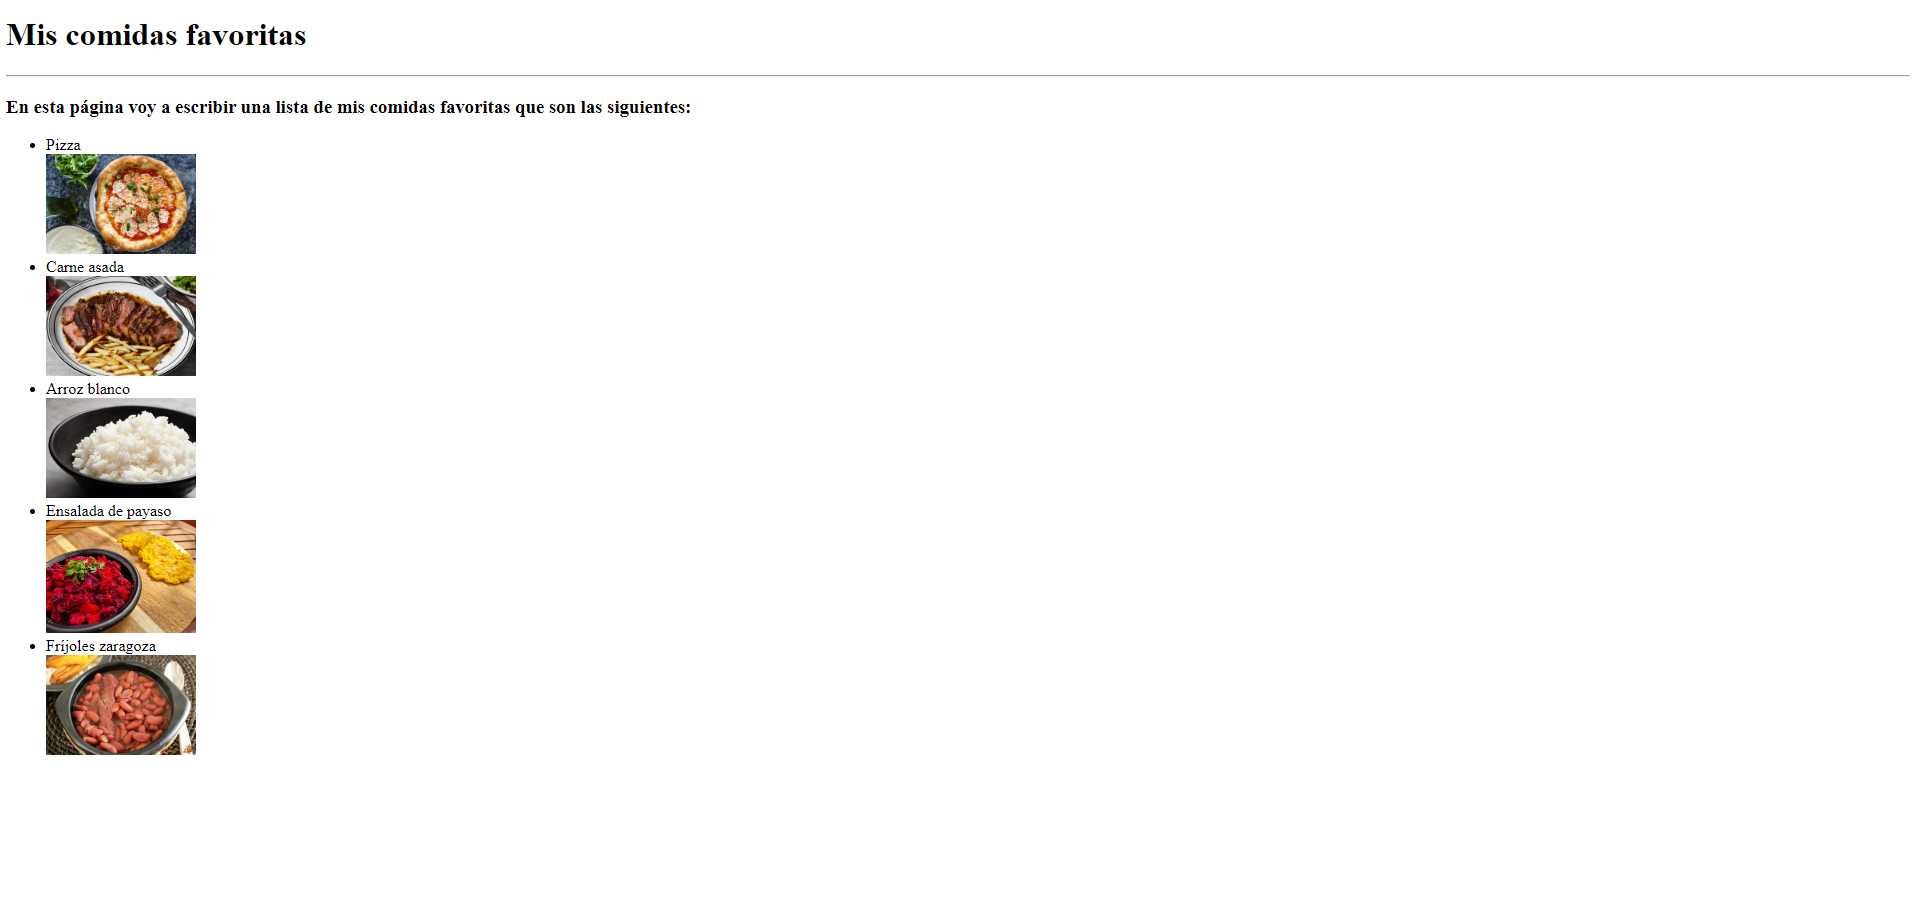 Mis comidas favoritas
En esta página voy a escribir una lista de mis comidas favoritas que son las siguientes:
Pizza
Carne asada
Arroz blanco
Ensalada de payaso
Fríjoles zaragoza